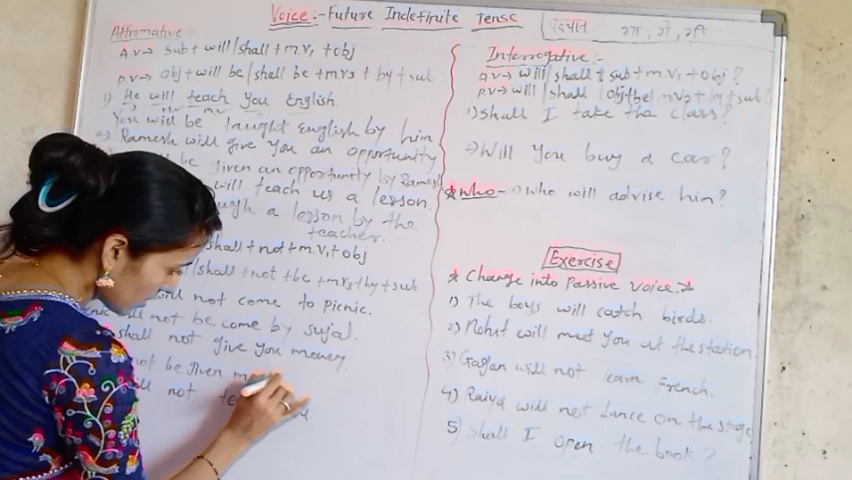 Voice :- Future Indefinite Tense
पहचान गा, गे, गी
Affirmative :-
A.V→ Sub + will/shall + m.v₁ + obj
P.V→ obj + will be/shall be + m.v₃ + by + sub
1) He will teach you English.
You will be taught English by him
2) Ramesh will give you an opportunity
be given an opportunity by Ramesh
will teach us a lesson.
a lesson by the
teacher.
shall + not + m.v₁ + obj
/shall + not + be + m.v₃ + by + sub
not come to picnic.
not be come by Sujal.
shall not give you money.
not be given
not
Interrogative :-
A.V→ will/shall + sub + m.v₁ + obj?
P.V→ will/shall + obj + be + m.v₃ + by + sub?
1) Shall I take the class?
2) Will you buy a car?
* Who - 1) Who will advise him?
Exercise
* Change into Passive Voice :- *
1) The boys will catch birds.
2) Mohit will meet you at the station.
3) Gagan will not learn French.
4) Raiya will not dance on the stage
5) Shall I open the book?